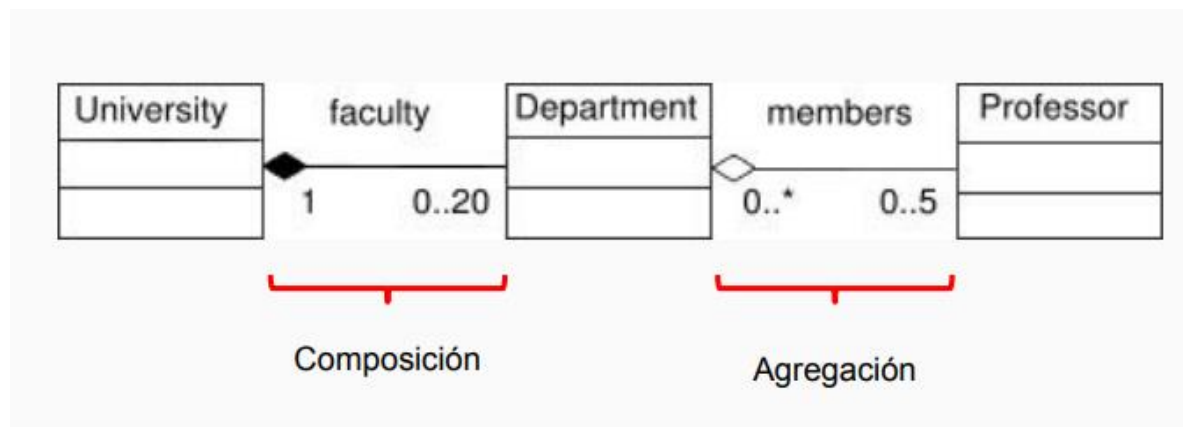 University faculty Department members Professor
1 0..20 0..* 0..5
Composición Agregación